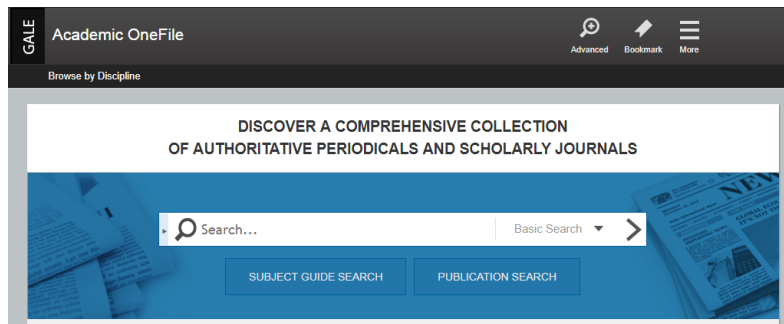 GALE
Academic OneFile
Advanced
Bookmark
More
Browse by Discipline
DISCOVER A COMPREHENSIVE COLLECTION
OF AUTHORITATIVE PERIODICALS AND SCHOLARLY JOURNALS
Search...
Basic Search
SUBJECT GUIDE SEARCH
PUBLICATION SEARCH
NEW